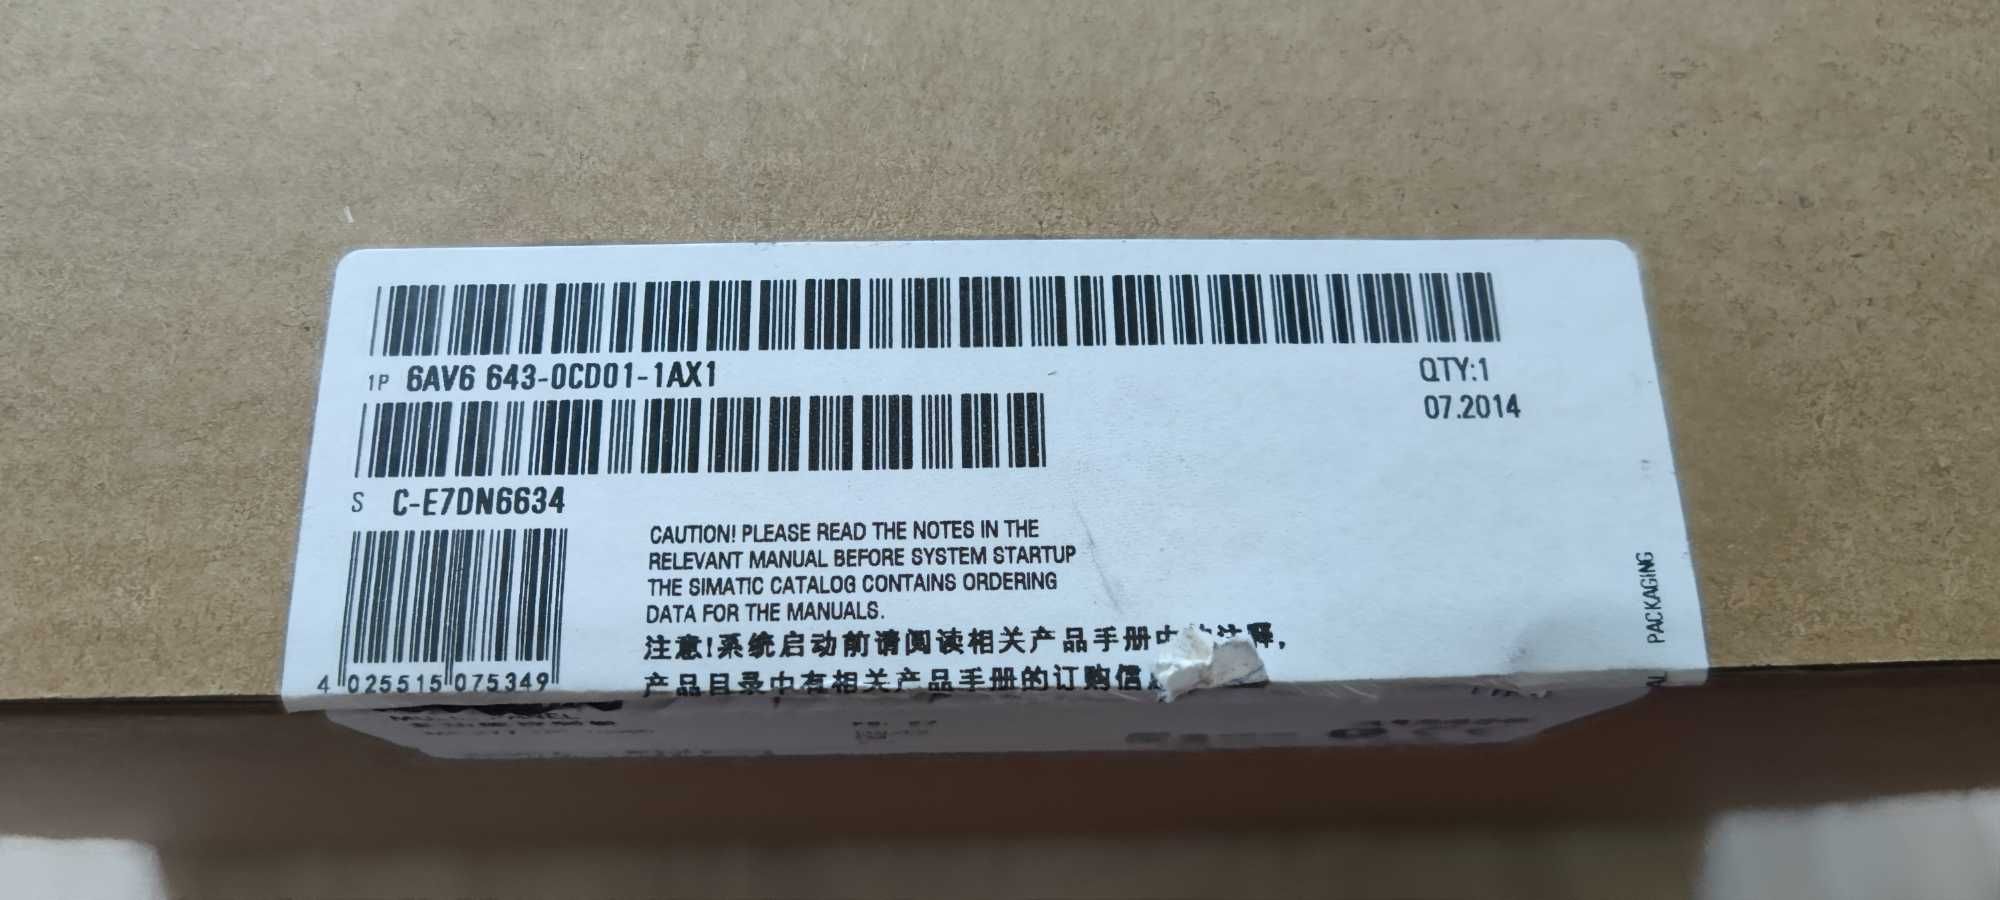 1P 6AV6 643-0CD01-1AX1
QTY:1
07.2014
S C-E7DN6634
CAUTION! PLEASE READ THE NOTES IN THE
RELEVANT MANUAL BEFORE SYSTEM STARTUP
THE SIMATIC CATALOG CONTAINS ORDERING
DATA FOR THE MANUALS.
注意!系统启动前请阅读相关产品手册中的注释,
产品目录中有相关产品手册的订购信
4 025515 075349
PACKAGING